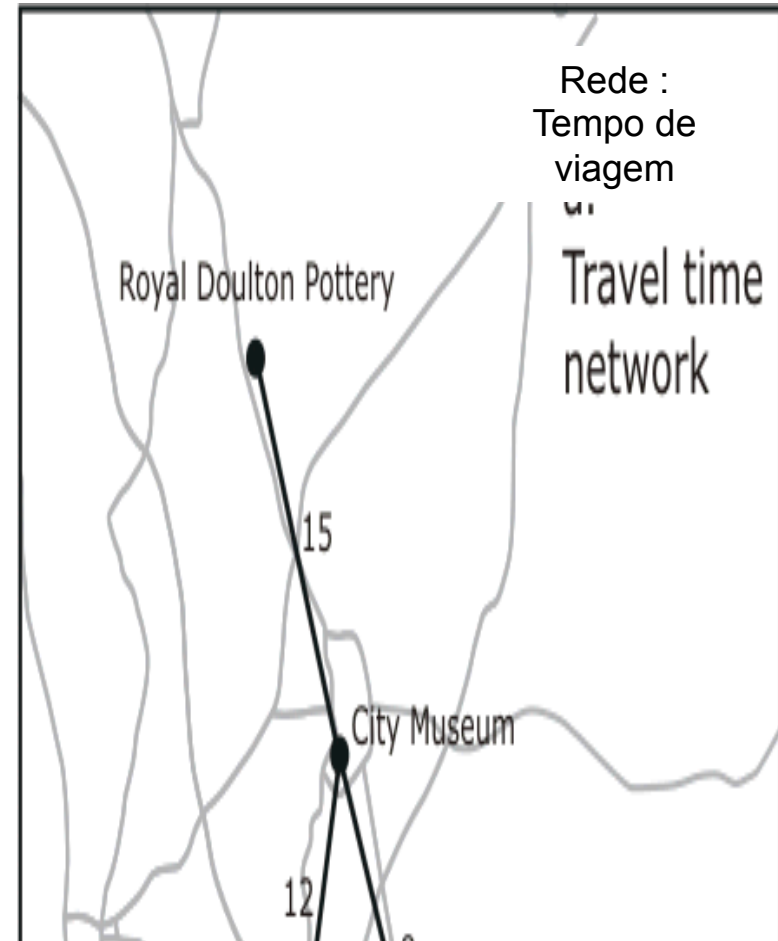 Rede :
Tempo de
viagem
Travel time
network
Royal Doulton Pottery
15
City Museum
12